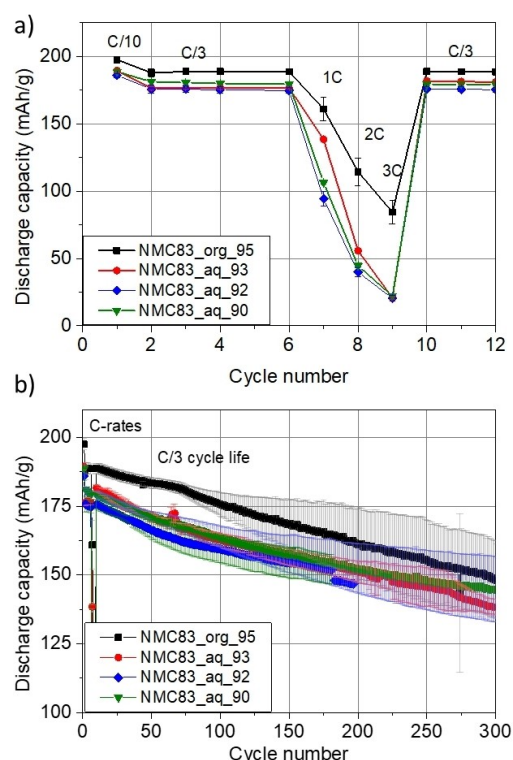 a)
Discharge capacity (mAh/g)
200
150
100
50
0
C/10
C/3
1C
2C
3C
C/3
NMC83_org_95
NMC83_aq_93
NMC83_aq_92
NMC83_aq_90
0 2 4 6 8 10 12
Cycle number
b)
Discharge capacity (mAh/g)
200
175
150
125
100
C-rates
C/3 cycle life
NMC83_org_95
NMC83_aq_93
NMC83_aq_92
NMC83_aq_90
0 50 100 150 200 250 300
Cycle number